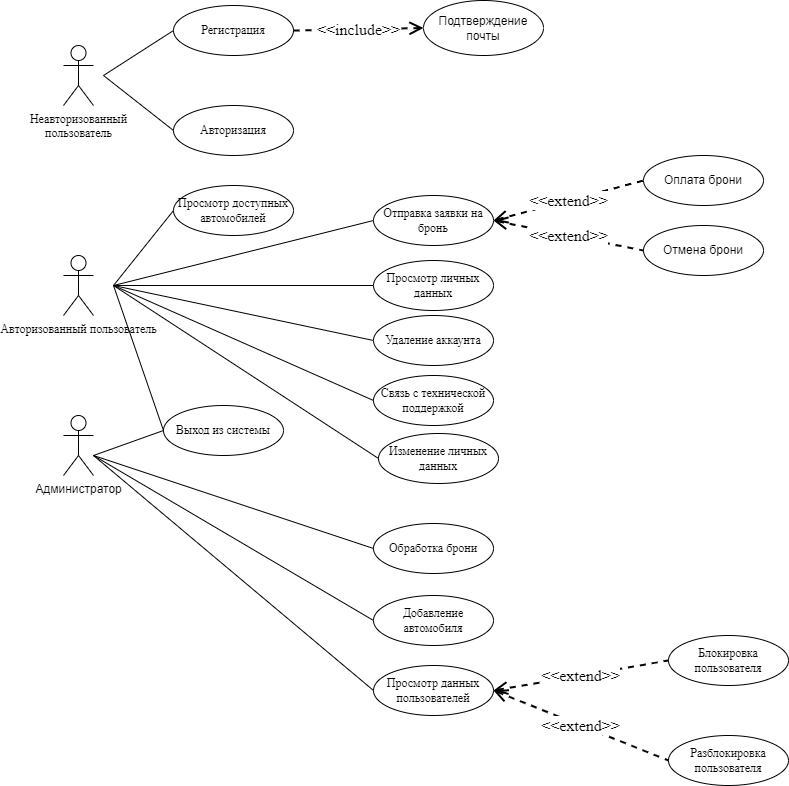 Регистрация
<<include>>
Подтверждение
почты
Неавторизованный
пользователь
Авторизация
Просмотр доступных
автомобилей
Отправка заявки на
бронь
<<extend>>
Оплата брони
<<extend>>
Отмена брони
Просмотр личных
данных
Авторизованный пользователь
Удаление аккаунта
Связь с технической
поддержкой
Выход из системы
Изменение личных
данных
Администратор
Обработка брони
Добавление
автомобиля
Просмотр данных
пользователей
<<extend>>
Блокировка
пользователя
<<extend>>
Разблокировка
пользователя